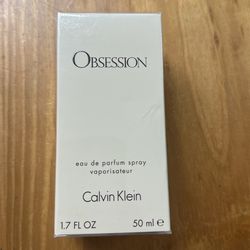 OBSESSION
eau de parfum spray
vaporisateur
Calvin Klein
1.7 FL OZ 50 ml ℮